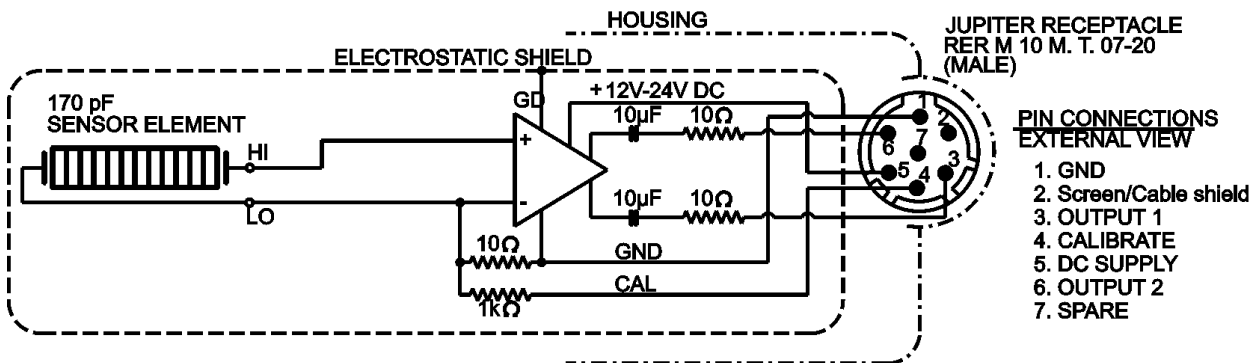 HOUSING
JUPITER RECEPTACLE
RER M 10 M. T. 07-20
(MALE)
ELECTROSTATIC SHIELD
+12V-24V DC
GD
170 pF
SENSOR ELEMENT
10µF
10Ω
1
2
HI
+
6
7
3
5
4
LO
-
10µF
10Ω
10Ω
GND
CAL
1kΩ
PIN CONNECTIONS
EXTERNAL VIEW
1. GND
2. Screen/Cable shield
3. OUTPUT 1
4. CALIBRATE
5. DC SUPPLY
6. OUTPUT 2
7. SPARE